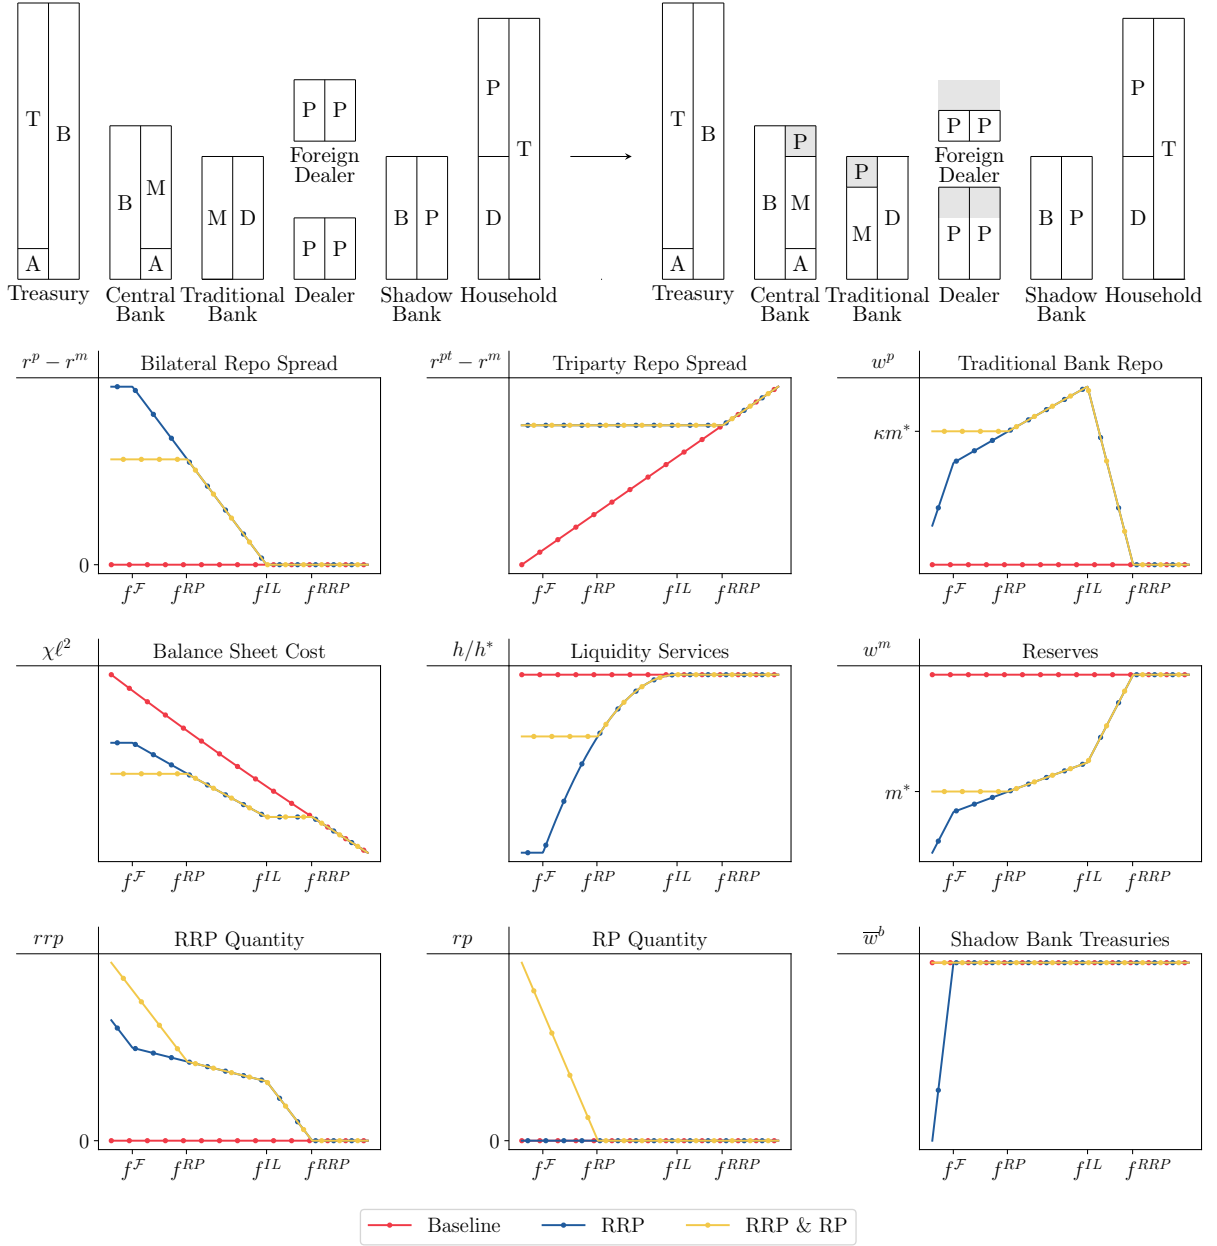 T
B
A
Treasury
B
M
A
Central
Bank
M
D
Traditional
Bank
P
P
Foreign
Dealer
P
P
Dealer
B
P
Shadow
Bank
P
T
D
Household
T
B
A
Treasury
B
P
M
A
Central
Bank
P
M
D
Traditional
Bank
P
P
Foreign
Dealer
P
P
Dealer
B
P
Shadow
Bank
P
T
D
Household
r^p − r^m
Bilateral Repo Spread
0
f^ℱ f^{RP} f^{IL} f^{RRP}
r^{pt} − r^m
Triparty Repo Spread
f^ℱ f^{RP} f^{IL} f^{RRP}
w^p
Traditional Bank Repo
κm*
f^ℱ f^{RP} f^{IL} f^{RRP}
χℓ²
Balance Sheet Cost
f^ℱ f^{RP} f^{IL} f^{RRP}
h/h*
Liquidity Services
f^ℱ f^{RP} f^{IL} f^{RRP}
w^m
Reserves
m*
f^ℱ f^{RP} f^{IL} f^{RRP}
rrp
RRP Quantity
0
f^ℱ f^{RP} f^{IL} f^{RRP}
rp
RP Quantity
0
f^ℱ f^{RP} f^{IL} f^{RRP}
w̅^b
Shadow Bank Treasuries
f^ℱ f^{RP} f^{IL} f^{RRP}
Baseline RRP RRP & RP